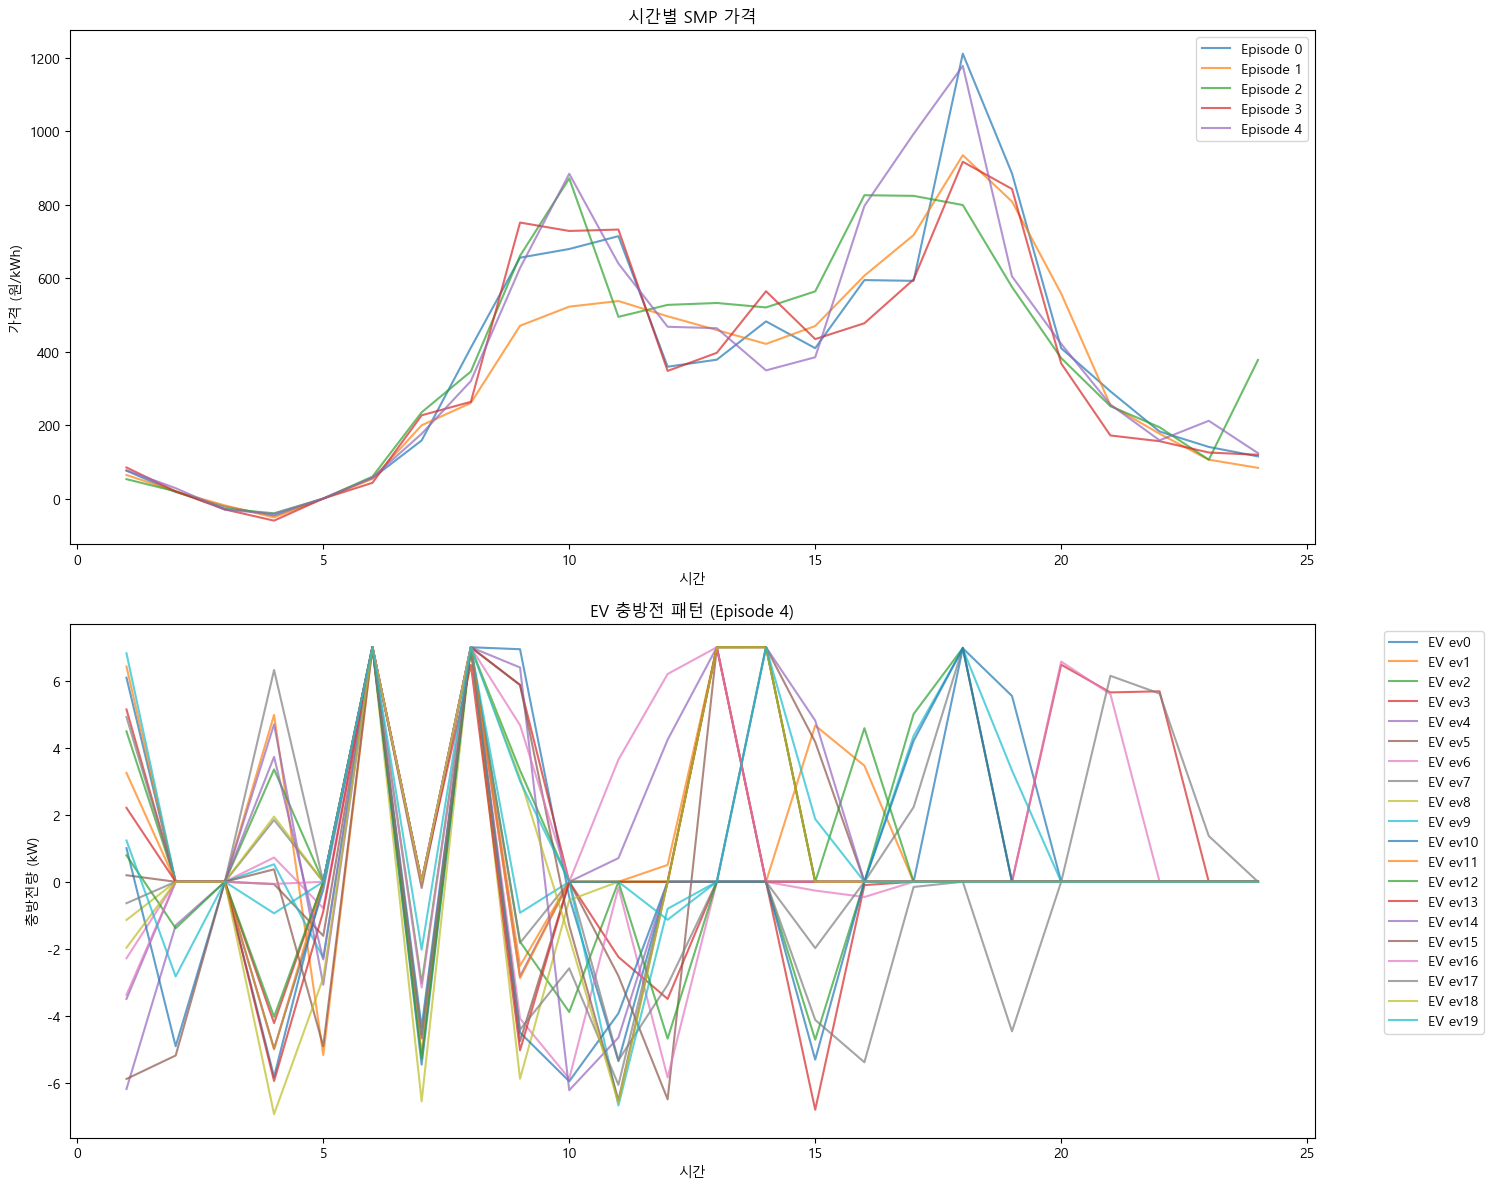 시간별 SMP 가격
Episode 0
Episode 1
Episode 2
Episode 3
Episode 4
가격 (원/kWh)
1200
1000
800
600
400
200
0
0 5 10 15 20 25
시간
EV 충방전 패턴 (Episode 4)
EV ev0
EV ev1
EV ev2
EV ev3
EV ev4
EV ev5
EV ev6
EV ev7
EV ev8
EV ev9
EV ev10
EV ev11
EV ev12
EV ev13
EV ev14
EV ev15
EV ev16
EV ev17
EV ev18
EV ev19
충방전량 (kW)
6
4
2
0
-2
-4
-6
0 5 10 15 20 25
시간